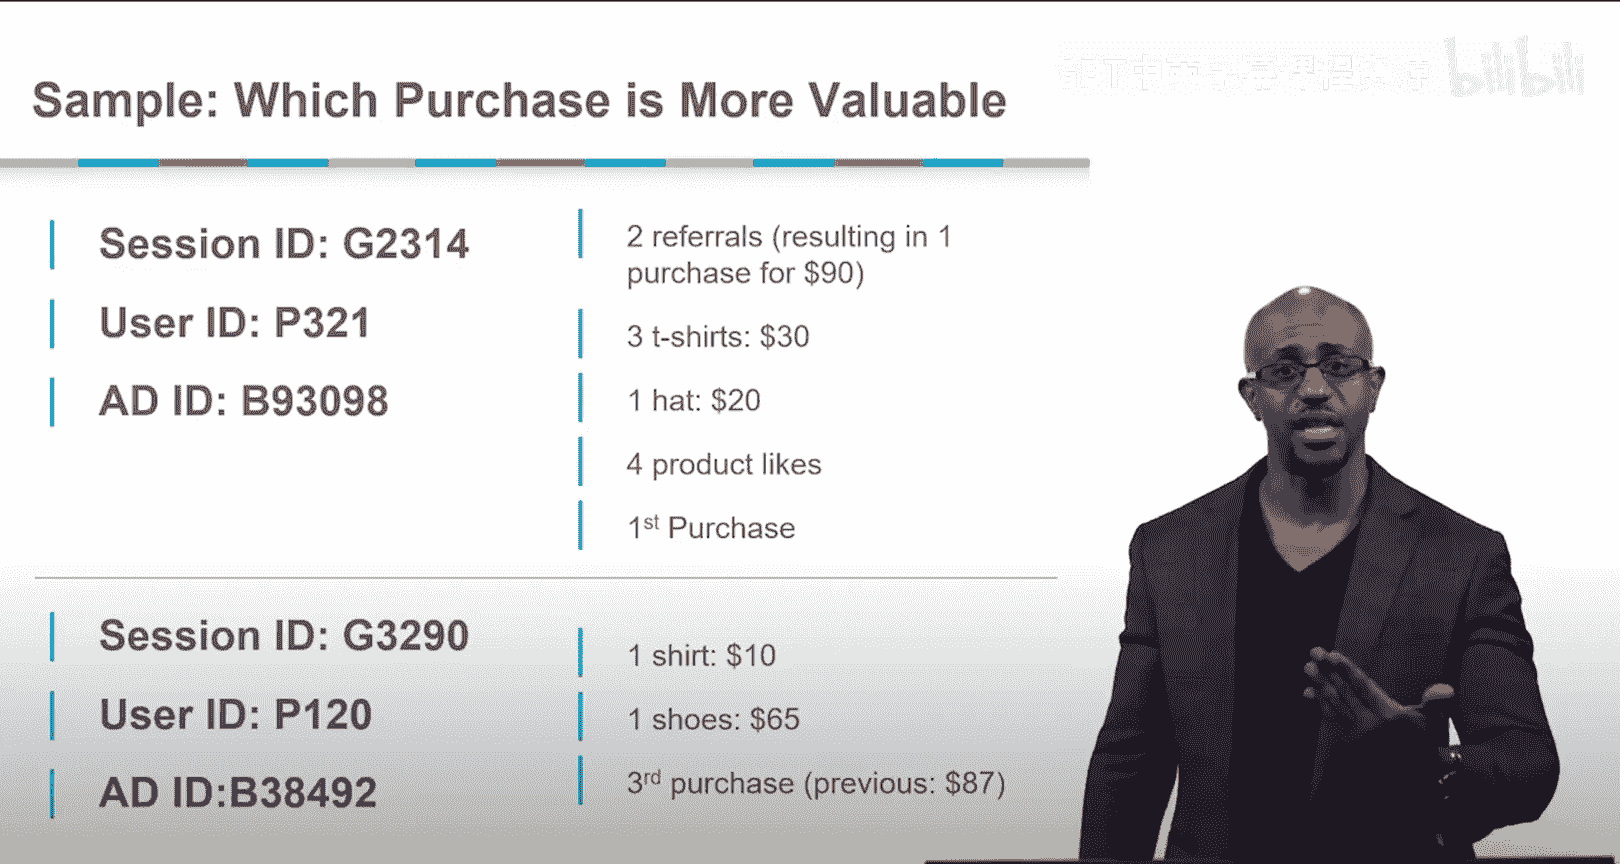 Sample: Which Purchase is More Valuable
bilibili
Session ID: G2314
User ID: P321
AD ID: B93098
2 referrals (resulting in 1
purchase for $90)
3 t-shirts: $30
1 hat: $20
4 product likes
1st Purchase
Session ID: G3290
User ID: P120
AD ID:B38492
1 shirt: $10
1 shoes: $65
3rd purchase (previous: $87)